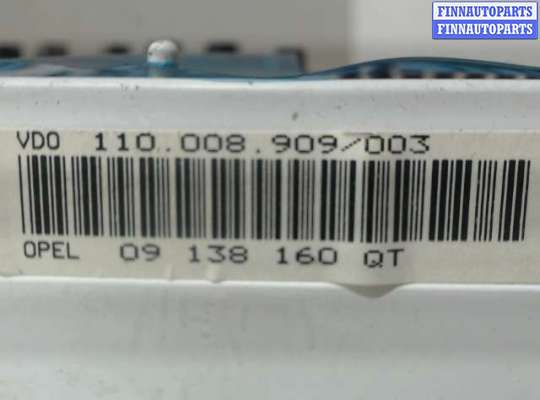 FINNAUTOPARTS
FINNAUTOPARTS
VDO 110.008.909/003
OPEL 09 138 160 QT